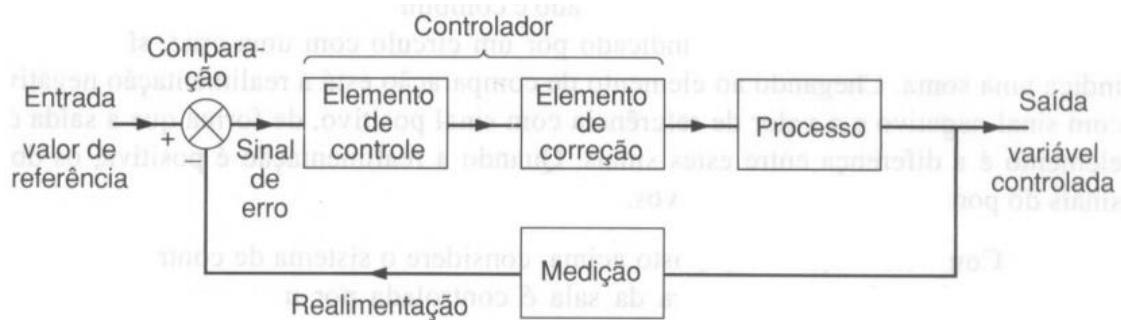 Controlador
Compara-
ção
Entrada
valor de
referência
+
Sinal
de
erro
Elemento
de
controle
Elemento
de
correção
Processo
Saída
variável
controlada
Medição
Realimentação